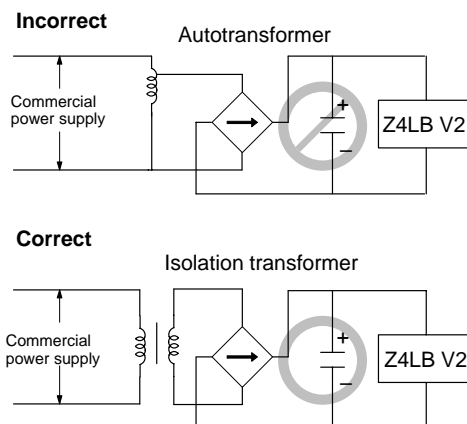 Incorrect
Autotransformer
Commercial
power supply
+
−
Z4LB V2
Correct
Isolation transformer
Commercial
power supply
+
−
Z4LB V2